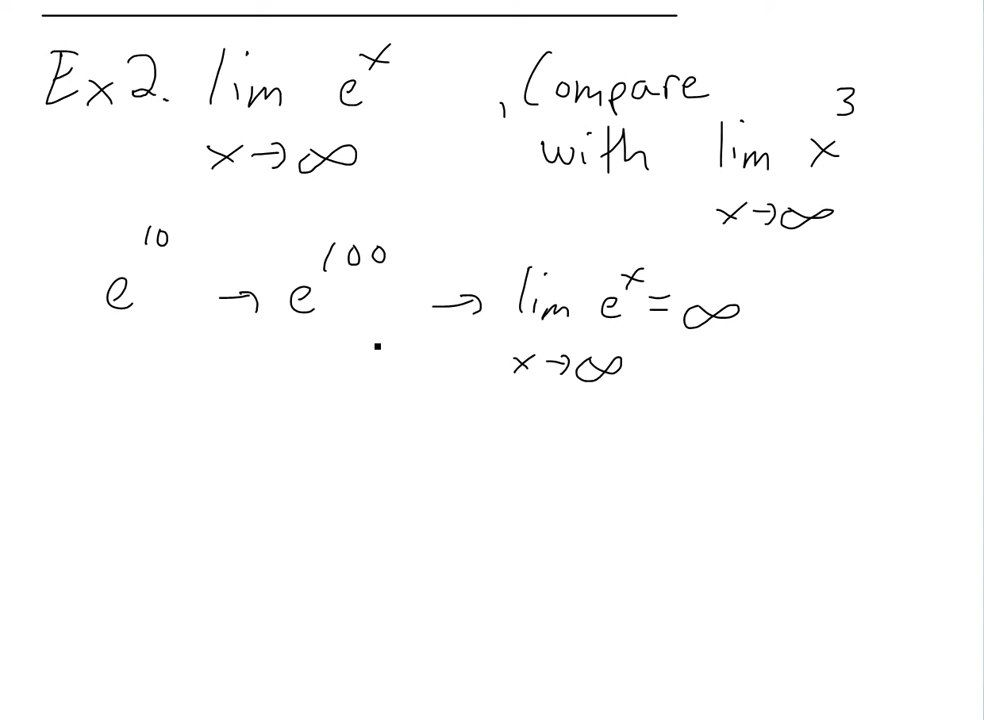 Ex2. lim e^x , Compare
x→∞ with lim x^3
x→∞
e^10 → e^100 → lim e^x = ∞
x→∞